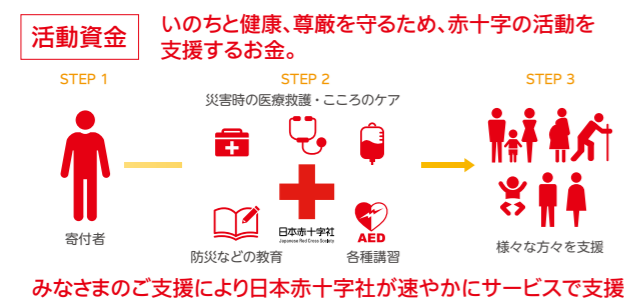 活動資金
いのちと健康、尊厳を守るため、赤十字の活動を
支援するお金。
STEP 1
STEP 2
STEP 3
災害時の医療救護・こころのケア
寄付者
日本赤十字社
Japanese Red Cross Society
AED
防災などの教育
各種講習
様々な方々を支援
みなさまのご支援により日本赤十字社が速やかにサービスで支援